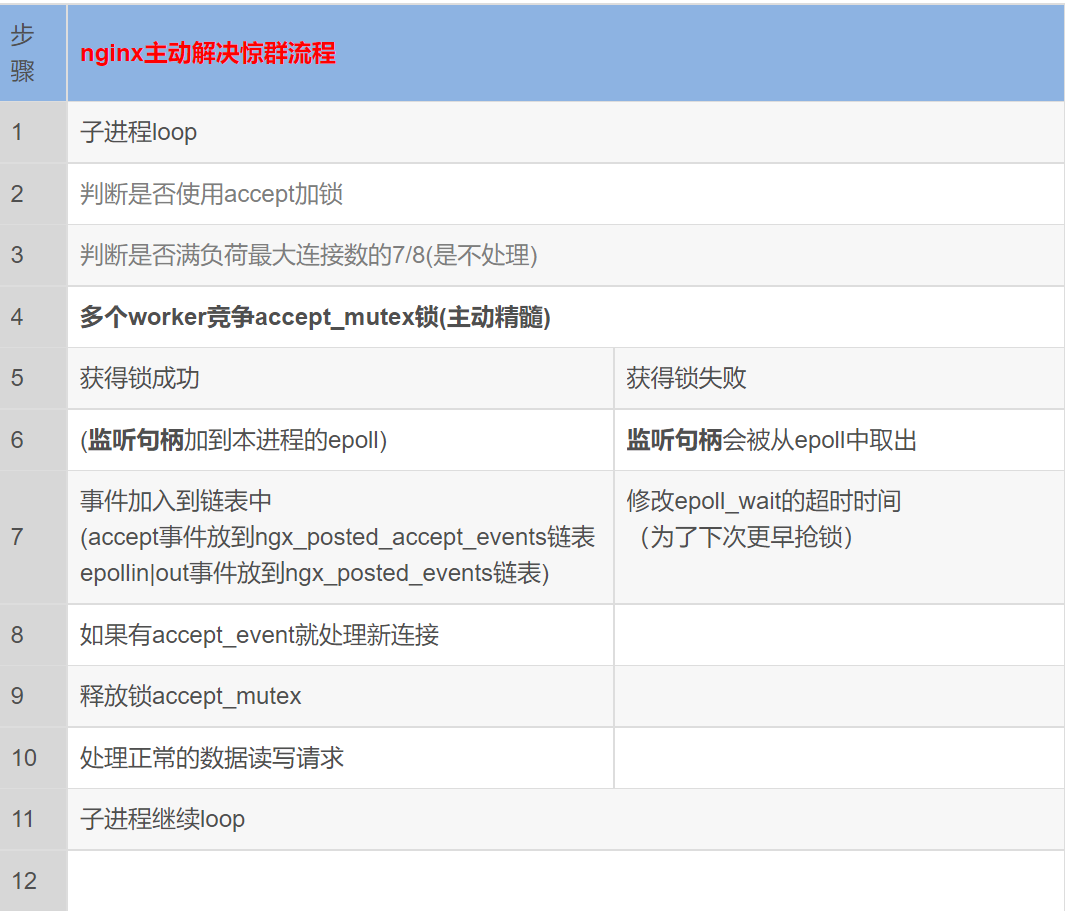 步
骤
nginx主动解决惊群流程
1
子进程loop
2
判断是否使用accept加锁
3
判断是否满负荷最大连接数的7/8(是不处理)
4
多个worker竞争accept_mutex锁(主动精髓)
5
获得锁成功
获得锁失败
6
(监听句柄加到本进程的epoll)
监听句柄会被从epoll中取出
7
事件加入到链表中
(accept事件放到ngx_posted_accept_events链表
epollin|out事件放到ngx_posted_events链表)
修改epoll_wait的超时时间
（为了下次更早抢锁）
8
如果有accept_event就处理新连接
9
释放锁accept_mutex
10
处理正常的数据读写请求
11
子进程继续loop
12